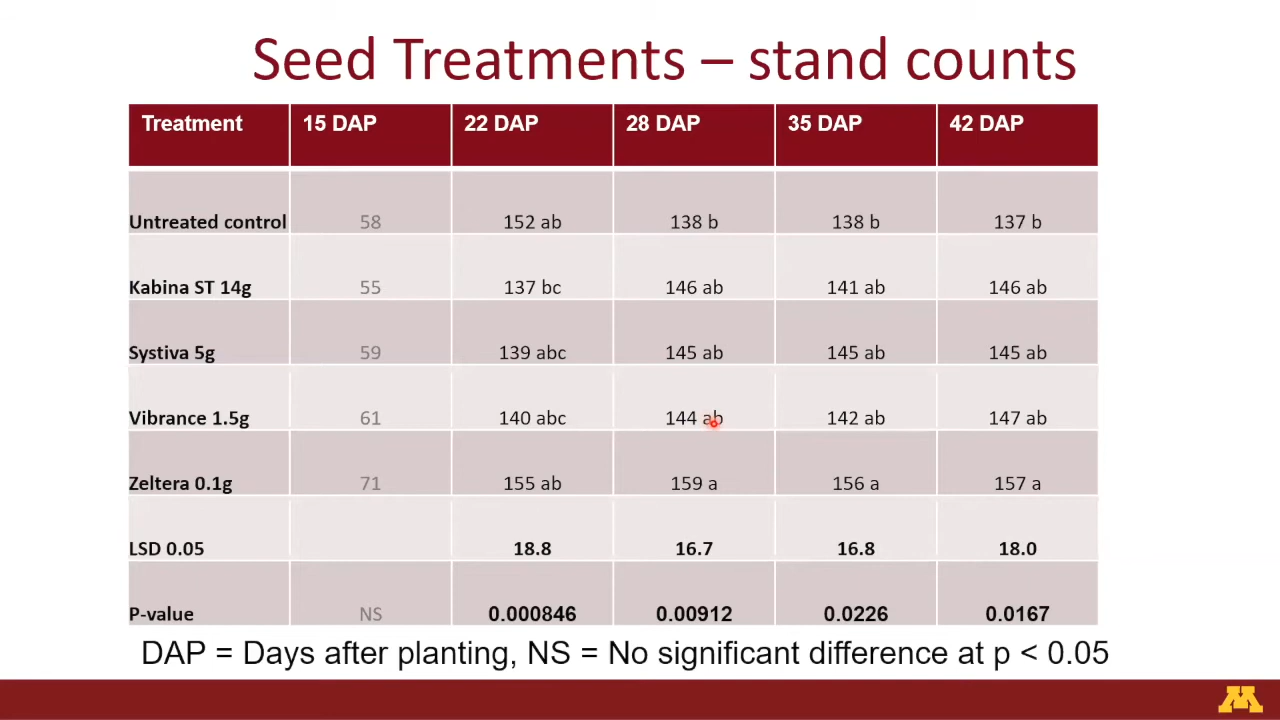 Seed Treatments – stand counts
Treatment 15 DAP 22 DAP 28 DAP 35 DAP 42 DAP
Untreated control 58 152 ab 138 b 138 b 137 b
Kabina ST 14g 55 137 bc 146 ab 141 ab 146 ab
Systiva 5g 59 139 abc 145 ab 145 ab 145 ab
Vibrance 1.5g 61 140 abc 144 ab 142 ab 147 ab
Zeltera 0.1g 71 155 ab 159 a 156 a 157 a
LSD 0.05 18.8 16.7 16.8 18.0
P-value NS 0.000846 0.00912 0.0226 0.0167
DAP = Days after planting, NS = No significant difference at p < 0.05
M